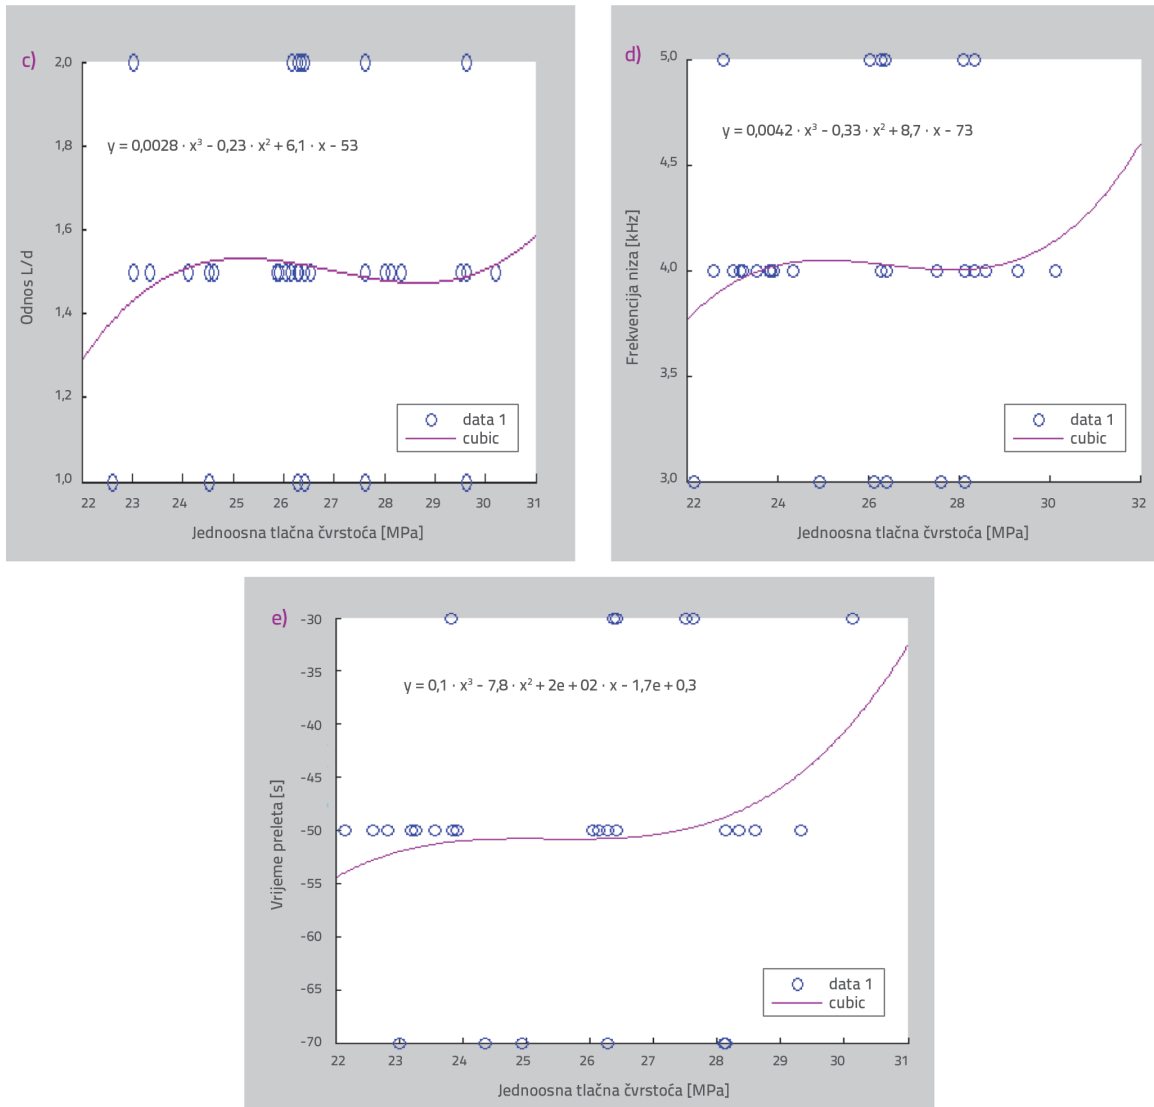 c)
2,0
1,8
1,6
1,4
1,2
1,0
Odnos L/d
y = 0,0028 · x³ - 0,23 · x² + 6,1 · x - 53
data 1
cubic
22 23 24 25 26 27 28 29 30 31
Jednoosna tlačna čvrstoća [MPa]
d)
5,0
4,5
4,0
3,5
3,0
Frekvencija niza [kHz]
y = 0,0042 · x³ - 0,33 · x² + 8,7 · x - 73
data 1
cubic
22 24 26 28 30 32
Jednoosna tlačna čvrstoća [MPa]
e)
-30
-35
-40
-45
-50
-55
-60
-65
-70
Vrijeme preleta [s]
y = 0,1 · x³ - 7,8 · x² + 2e + 02 · x - 1,7e + 0,3
data 1
cubic
22 23 24 25 26 27 28 29 30 31
Jednoosna tlačna čvrstoća [MPa]